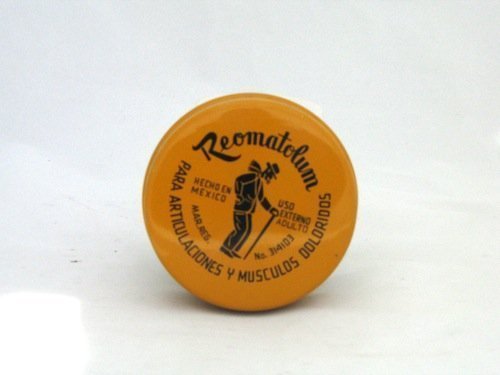 Reomatolum
HECHO EN
MEXICO
MAR. REG.
USO
EXTERNO
ADULTO
No. 314103
PARA ARTICULACIONES Y MUSCULOS DOLORIDOS